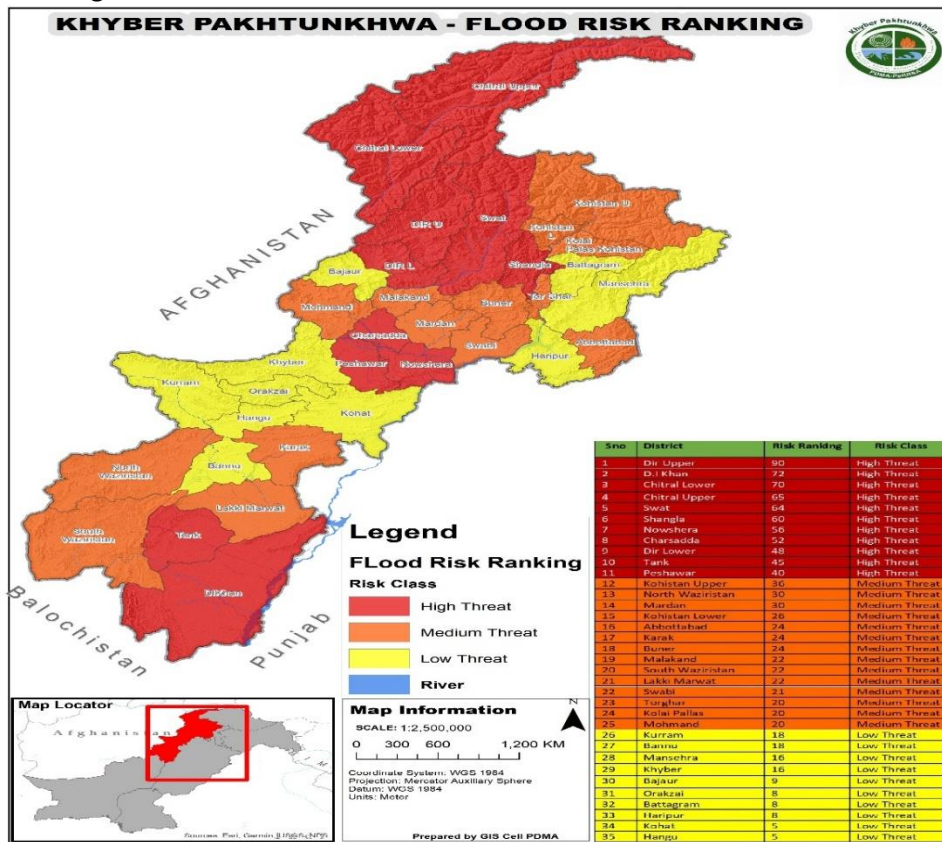 KHYBER PAKHTUNKHWA - FLOOD RISK RANKING
Khyber Pakhtunkhwa
Chitral Upper
Chitral Lower
AFGHANISTAN
Kohistan U
DIR U
Swat
Kohistan L
Kolai Palas Kohistan
DIR L
Shangla
Battagram
Bajaur
Mansehra
Malakand
Buner
Tor Ghar
Mohmand
Mardan
Charsadda
Swabi
Abbottabad
Haripur
Peshawar
Nowshera
Khyber
Kurram
Orakzai
Hangu
Kohat
Karak
North Waziristan
Bannu
Lakki Marwat
South Waziristan
Tank
D.I.Khan
Balochistan
Punjab
Legend
FLood Risk Ranking
Risk Class
High Threat
Medium Threat
Low Threat
River
Map Locator
Afghanistan
Map Information
N
SCALE: 1:2,500,000
0 300 600 1,200 KM
Coordinate System: WGS 1984
Projection: Mercator Auxiliary Sphere
Datum: WGS 1984
Units: Meter
Prepared by GIS Cell PDMA
Sno District Risk Ranking Risk Class
1 Dir Upper 90 High Threat
2 D.I Khan 72 High Threat
3 Chitral Lower 70 High Threat
4 Chitral Upper 65 High Threat
5 Swat 64 High Threat
6 Shangla 60 High Threat
7 Nowshera 56 High Threat
8 Charsadda 52 High Threat
9 Dir Lower 48 High Threat
10 Tank 45 High Threat
11 Peshawar 40 High Threat
12 Kohistan Upper 36 Medium Threat
13 North Waziristan 30 Medium Threat
14 Mardan 30 Medium Threat
15 Kohistan Lower 26 Medium Threat
16 Abbottabad 24 Medium Threat
17 Karak 24 Medium Threat
18 Buner 24 Medium Threat
19 Malakand 22 Medium Threat
20 South Waziristan 22 Medium Threat
21 Lakki Marwat 22 Medium Threat
22 Swabi 21 Medium Threat
23 Torghar 20 Medium Threat
24 Kolai Pallas 20 Medium Threat
25 Mohmand 20 Medium Threat
26 Kurram 18 Low Threat
27 Bannu 18 Low Threat
28 Mansehra 16 Low Threat
29 Khyber 16 Low Threat
30 Bajaur 9 Low Threat
31 Orakzai 8 Low Threat
32 Battagram 8 Low Threat
33 Haripur 8 Low Threat
34 Kohat 5 Low Threat
35 Hangu 5 Low Threat